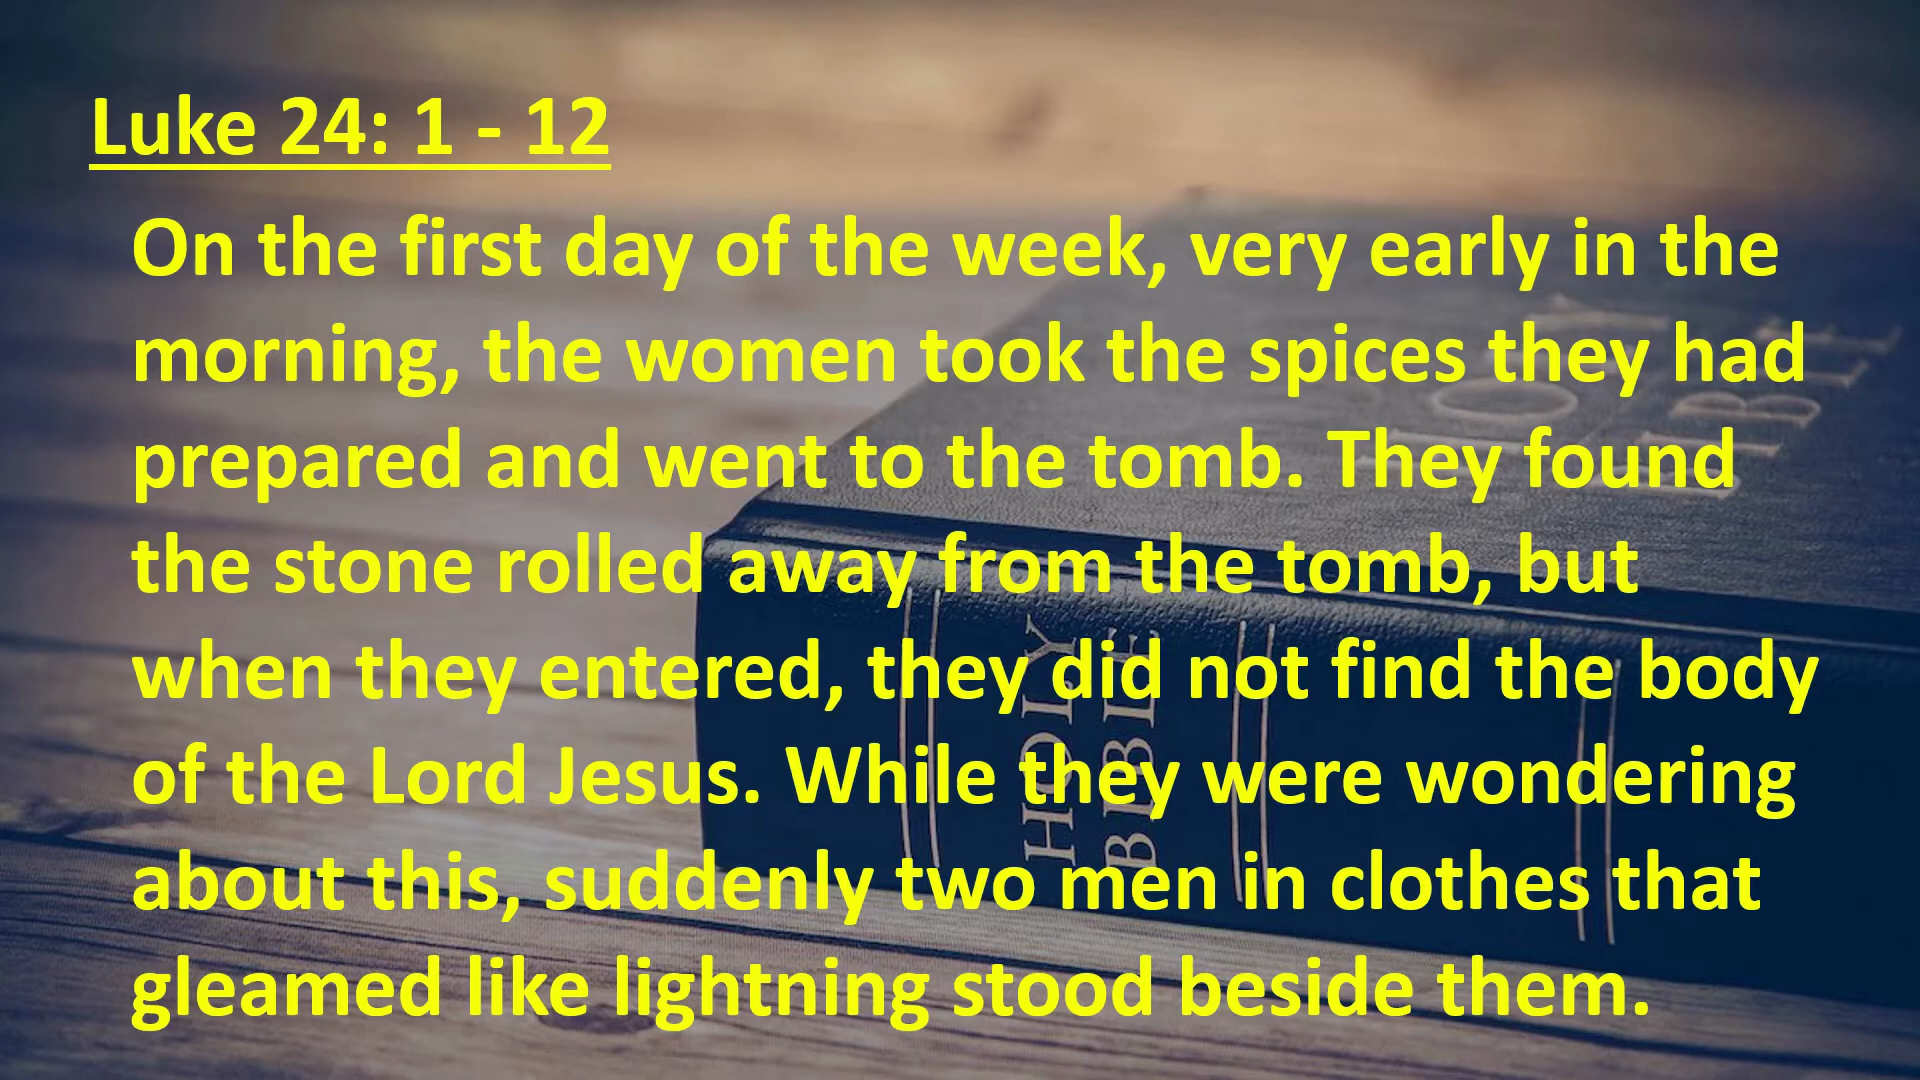 Luke 24: 1 - 12
On the first day of the week, very early in the
morning, the women took the spices they had
prepared and went to the tomb. They found
the stone rolled away from the tomb, but
when they entered, they did not find the body
of the Lord Jesus. While they were wondering
about this, suddenly two men in clothes that
gleamed like lightning stood beside them.
HOLY
BIBLE